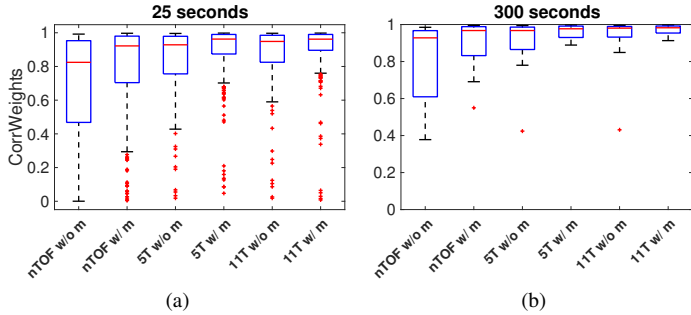 25 seconds
CorrWeights
1
0.8
0.6
0.4
0.2
0
nTOF w/o m
nTOF w/ m
5T w/o m
5T w/ m
11T w/o m
11T w/ m
(a)
300 seconds
1
0.8
0.6
0.4
0.2
0
nTOF w/o m
nTOF w/ m
5T w/o m
5T w/ m
11T w/o m
11T w/ m
(b)